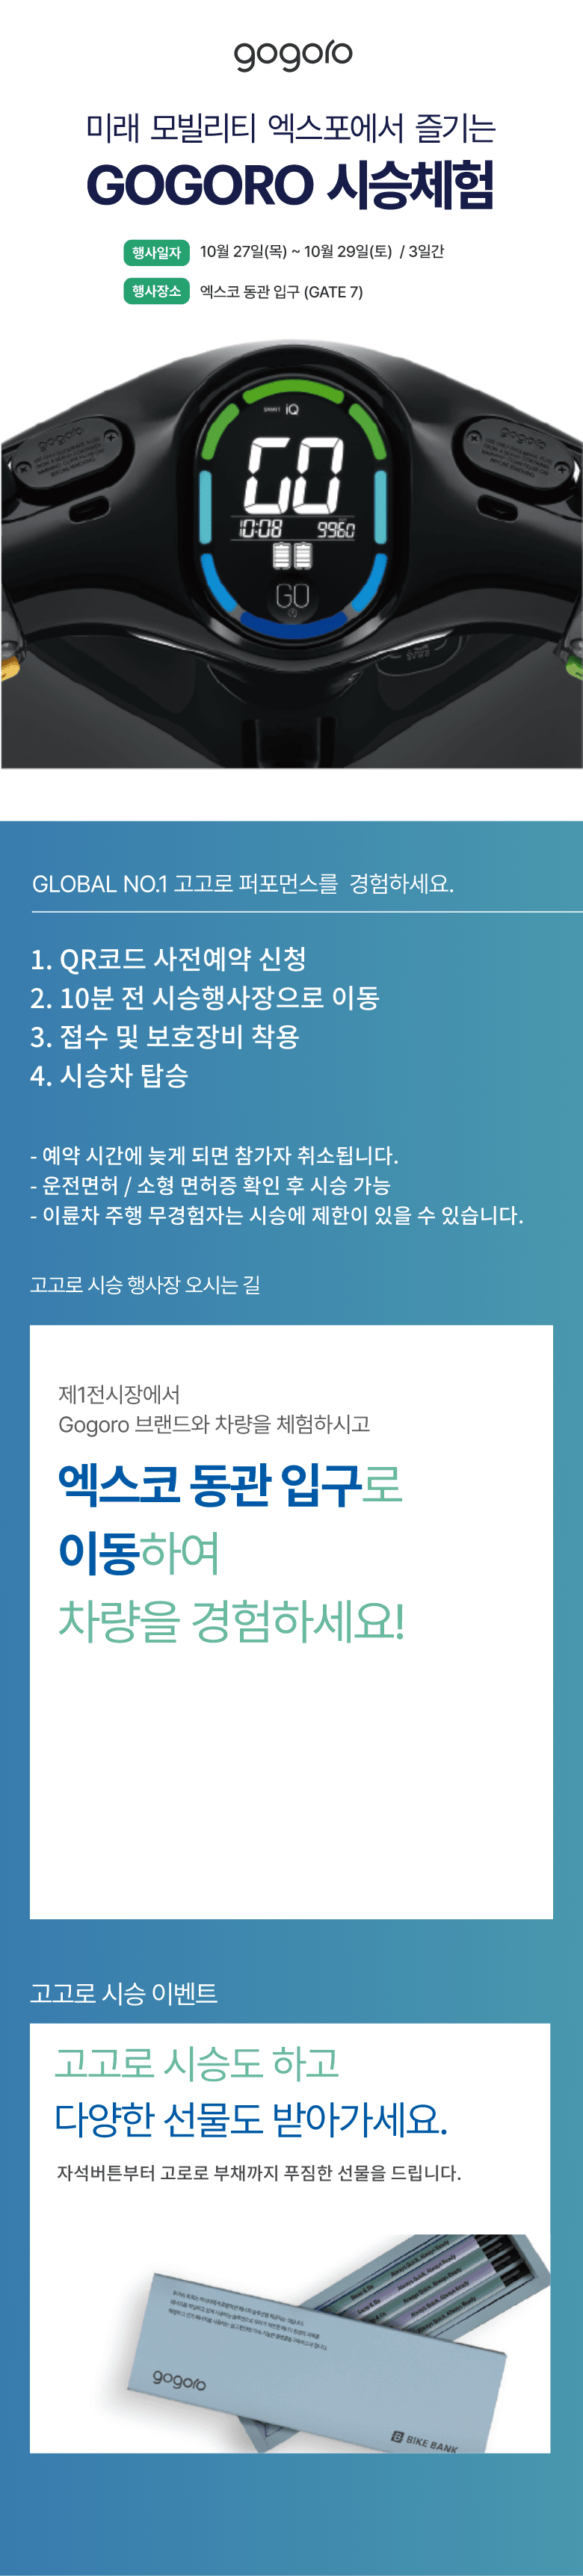 gogoro
미래 모빌리티 엑스포에서 즐기는
GOGORO 시승체험
행사일자 10월 27일(목) ~ 10월 29일(토) / 3일간
행사장소 엑스코 동관 입구 (GATE 7)
SMART iQ
GO
10:08 9960
GO
GLOBAL NO.1 고고로 퍼포먼스를 경험하세요.
1. QR코드 사전예약 신청
2. 10분 전 시승행사장으로 이동
3. 접수 및 보호장비 착용
4. 시승차 탑승
- 예약 시간에 늦게 되면 참가자 취소됩니다.
- 운전면허 / 소형 면허증 확인 후 시승 가능
- 이륜차 주행 무경험자는 시승에 제한이 있을 수 있습니다.
고고로 시승 행사장 오시는 길
제1전시장에서
Gogoro 브랜드와 차량을 체험하시고
엑스코 동관 입구로
이동하여
차량을 경험하세요!
고고로 시승 이벤트
고고로 시승도 하고
다양한 선물도 받아가세요.
자석버튼부터 고로로 부채까지 푸짐한 선물을 드립니다.
Always Quick, Always Ready
Always Quick, Always Ready
Always Quick, Always Ready
gogoro
B BIKE BANK